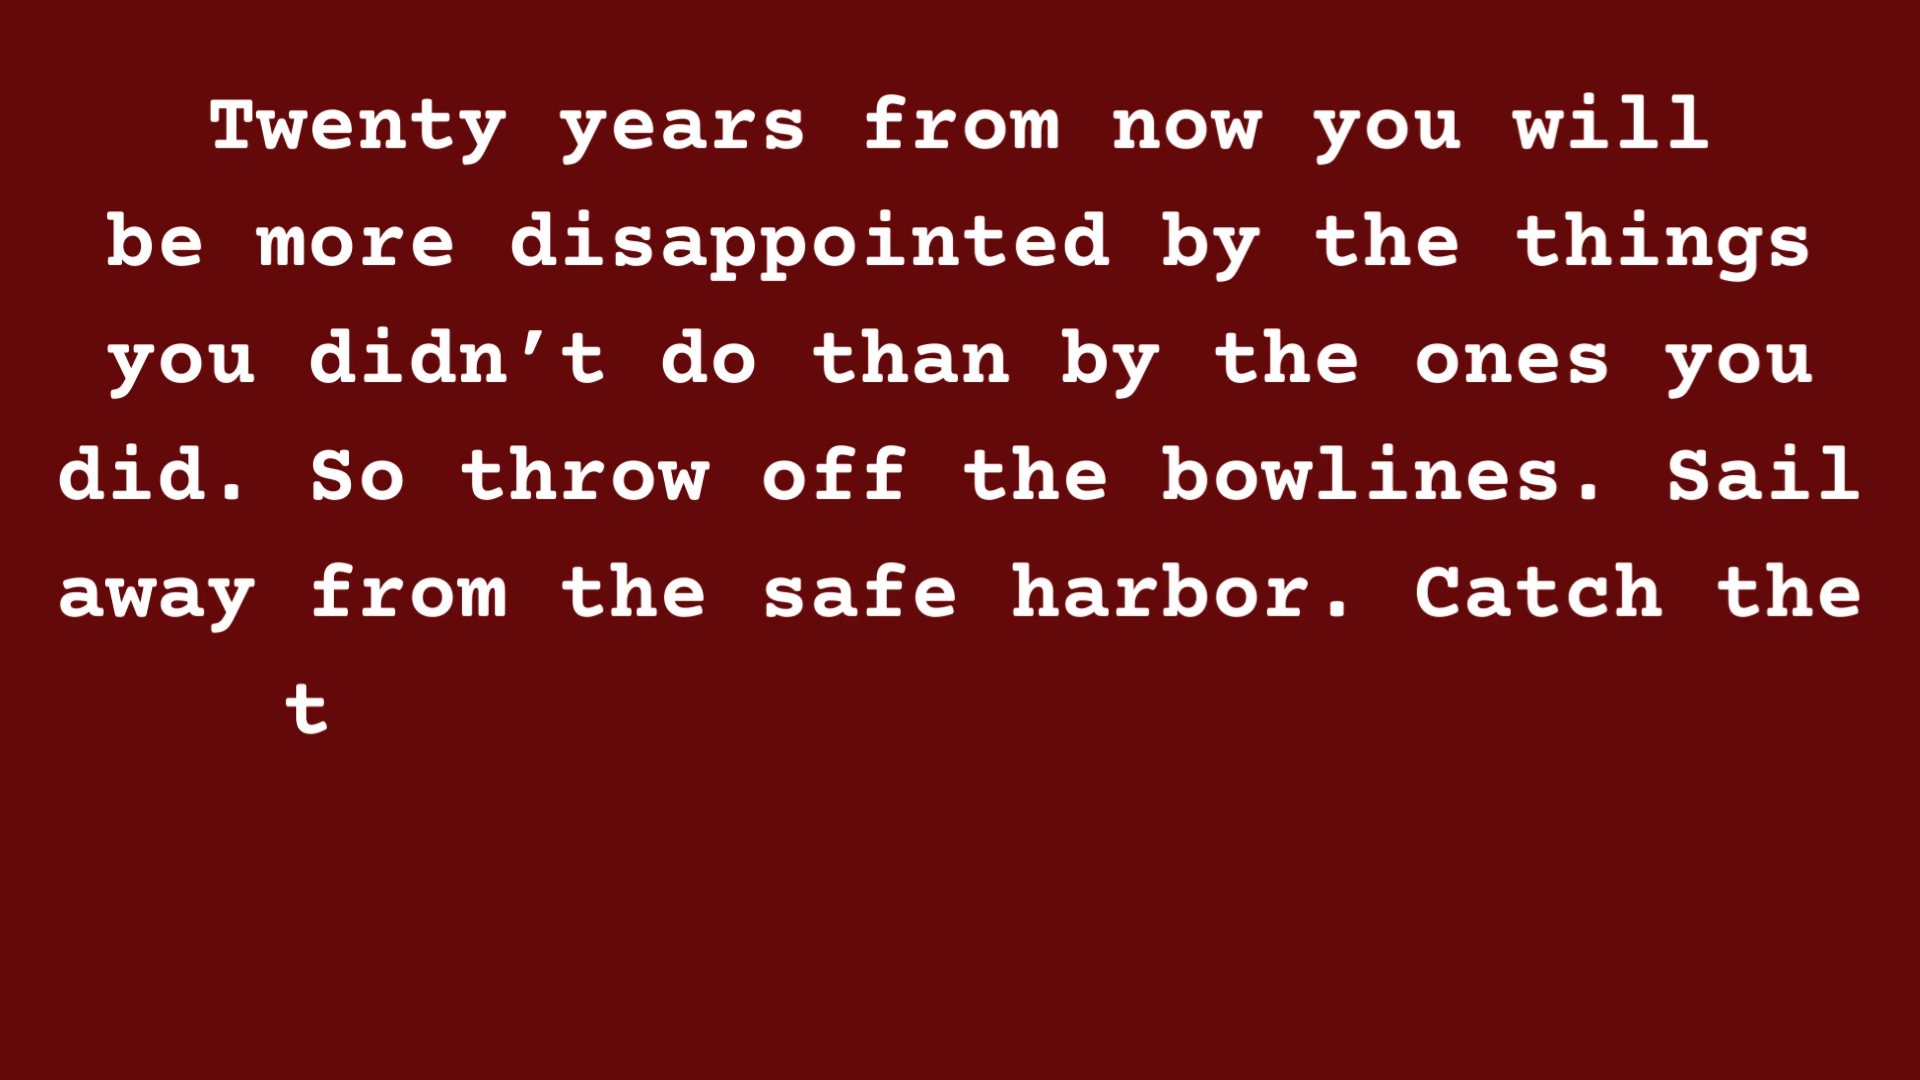 Twenty years from now you will
be more disappointed by the things
you didn’t do than by the ones you
did. So throw off the bowlines. Sail
away from the safe harbor. Catch the
t